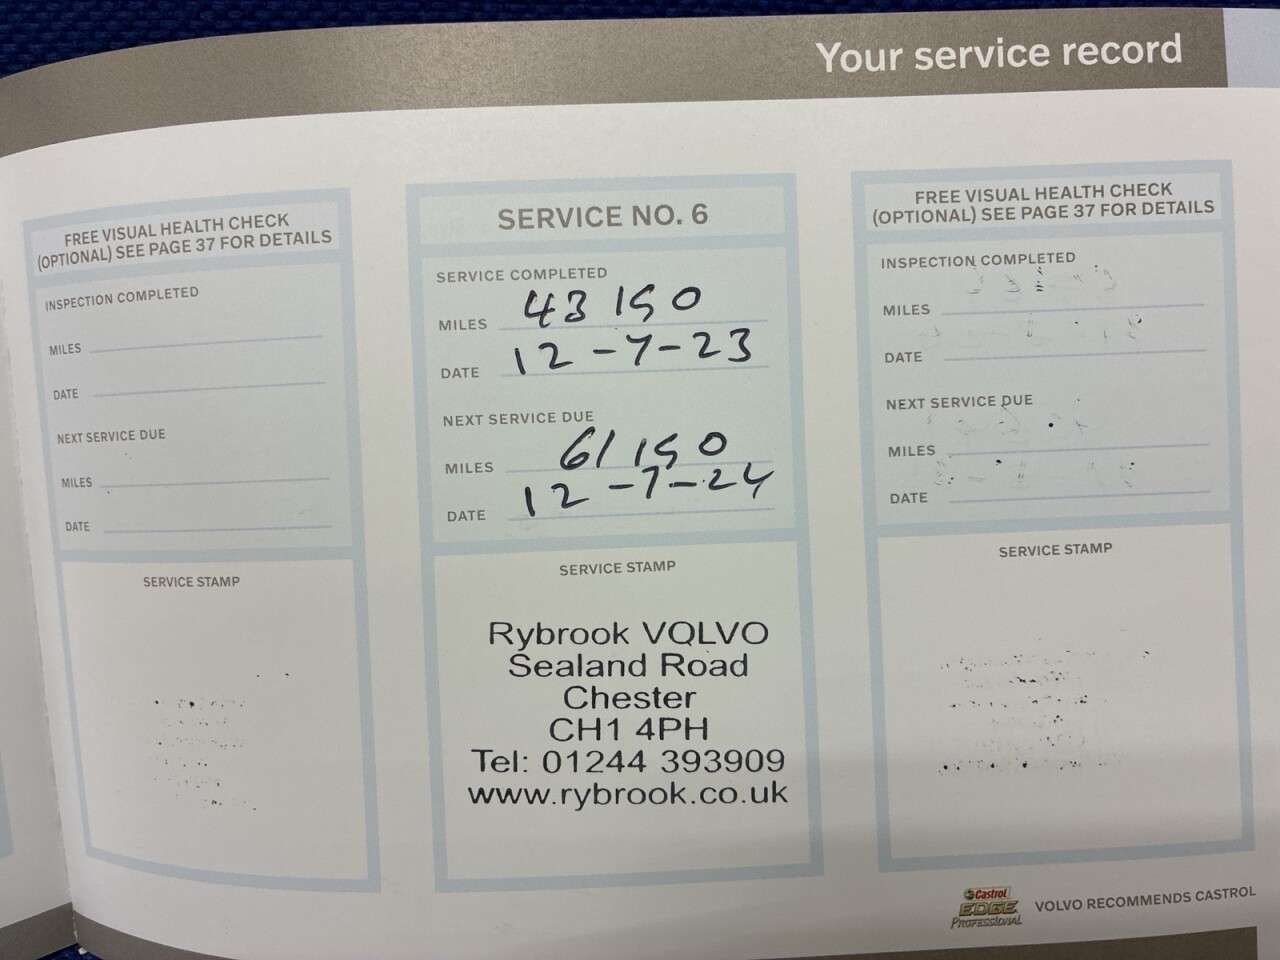 Your service record
FREE VISUAL HEALTH CHECK
(OPTIONAL) SEE PAGE 37 FOR DETAILS
INSPECTION COMPLETED
MILES
DATE
NEXT SERVICE DUE
MILES
DATE
SERVICE STAMP
SERVICE NO. 6
SERVICE COMPLETED
MILES 43 150
DATE 12-7-23
NEXT SERVICE DUE
MILES 61 150
DATE 12-7-24
SERVICE STAMP
Rybrook VOLVO
Sealand Road
Chester
CH1 4PH
Tel: 01244 393909
www.rybrook.co.uk
FREE VISUAL HEALTH CHECK
(OPTIONAL) SEE PAGE 37 FOR DETAILS
INSPECTION COMPLETED
MILES
DATE
NEXT SERVICE DUE
MILES
DATE
SERVICE STAMP
Castrol
EDGE
PROFESSIONAL
VOLVO RECOMMENDS CASTROL